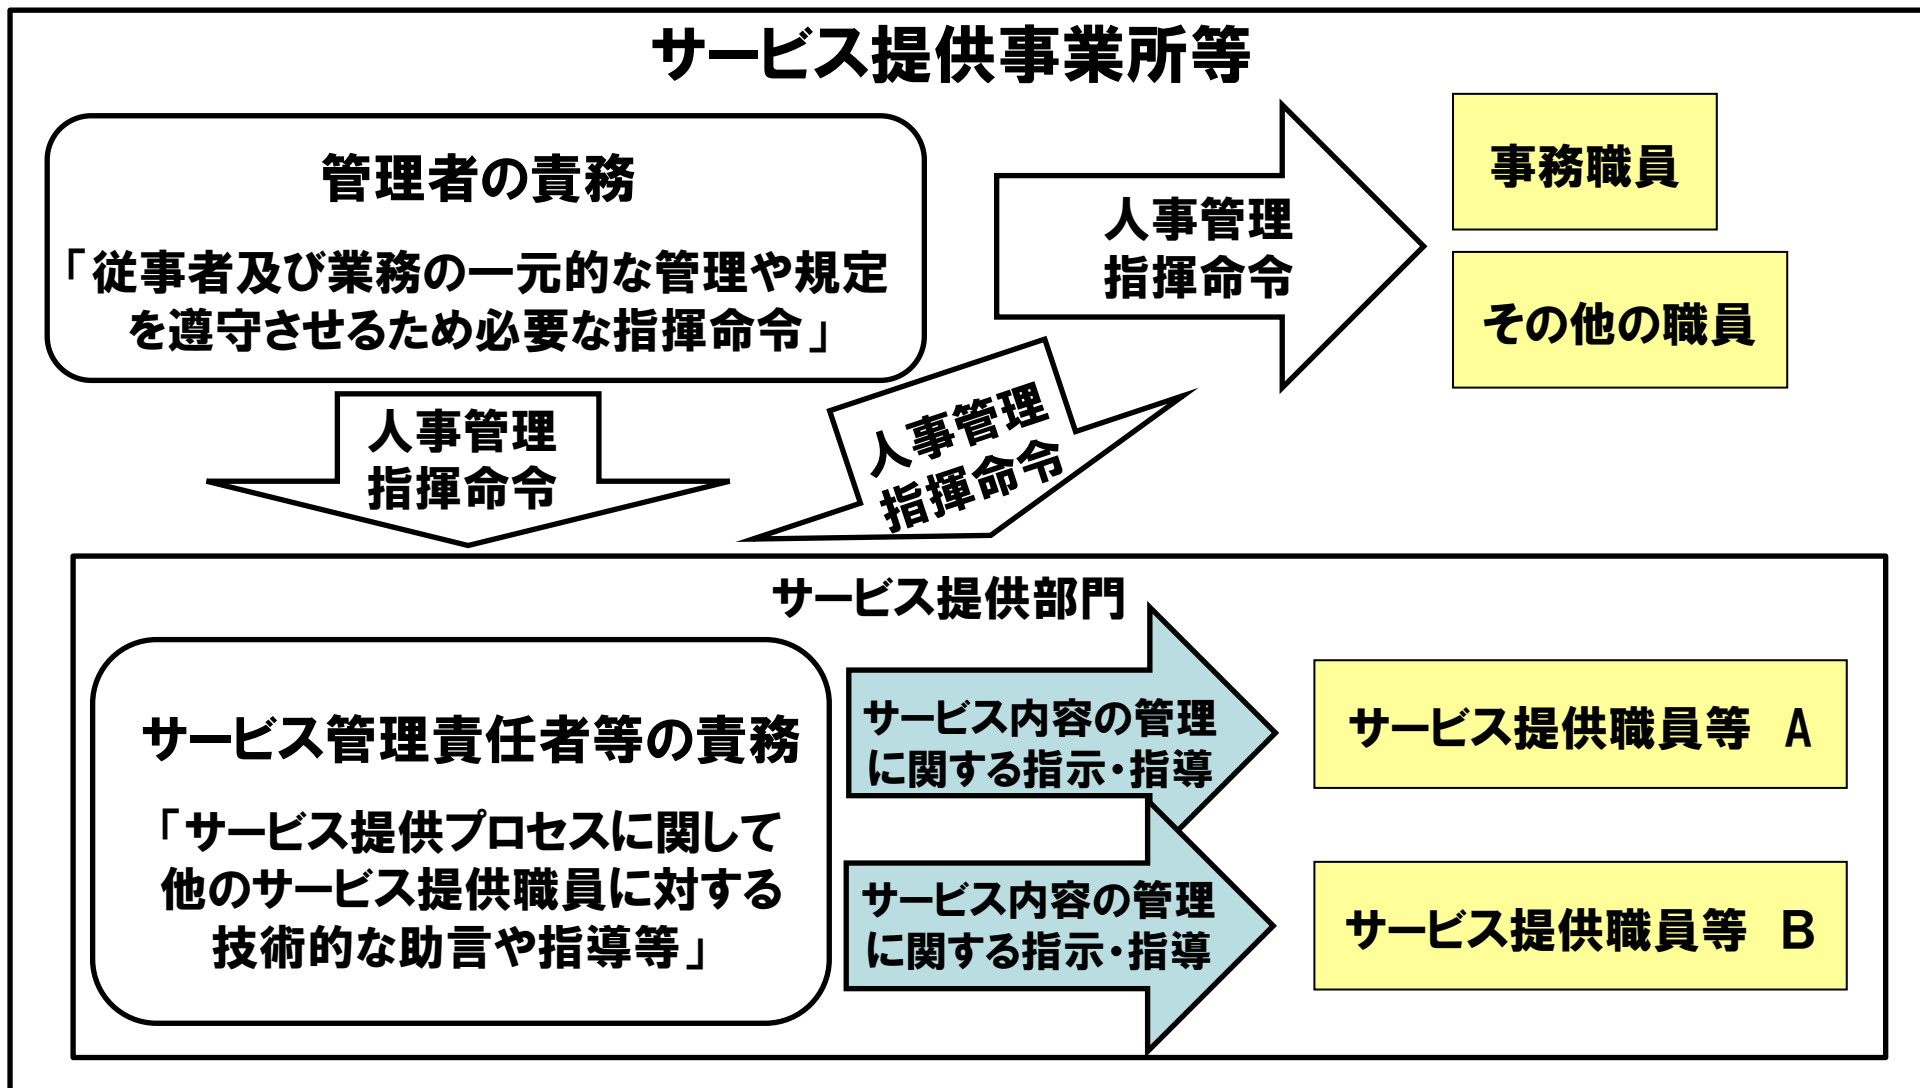 サービス提供事業所等
管理者の責務
「従事者及び業務の一元的な管理や規定
を遵守させるため必要な指揮命令」
人事管理
指揮命令
事務職員
その他の職員
人事管理
指揮命令
人事管理
指揮命令
サービス提供部門
サービス管理責任者等の責務
「サービス提供プロセスに関して
他のサービス提供職員に対する
技術的な助言や指導等」
サービス内容の管理
に関する指示・指導
サービス提供職員等 A
サービス内容の管理
に関する指示・指導
サービス提供職員等 B